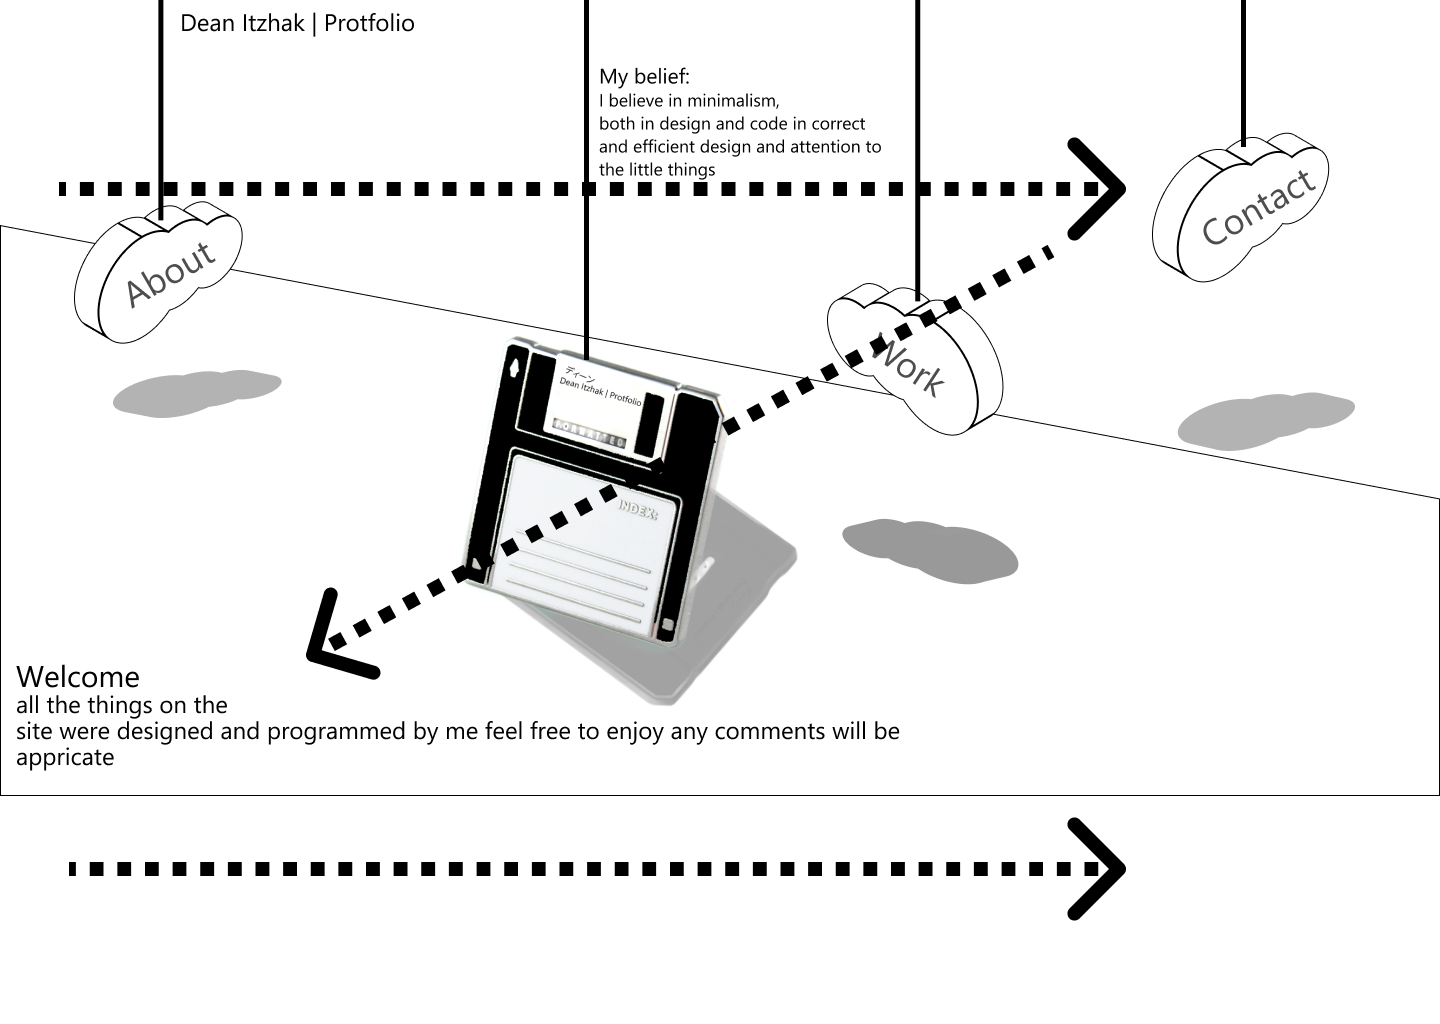 Dean Itzhak | Protfolio
My belief:
I believe in minimalism,
both in design and code in correct
and efficient design and attention to
the little things
About
Contact
Work
ディーン
Dean Itzhak | Protfolio
FORMATTED
INDEX:
Welcome
all the things on the
site were designed and programmed by me feel free to enjoy any comments will be
appricate